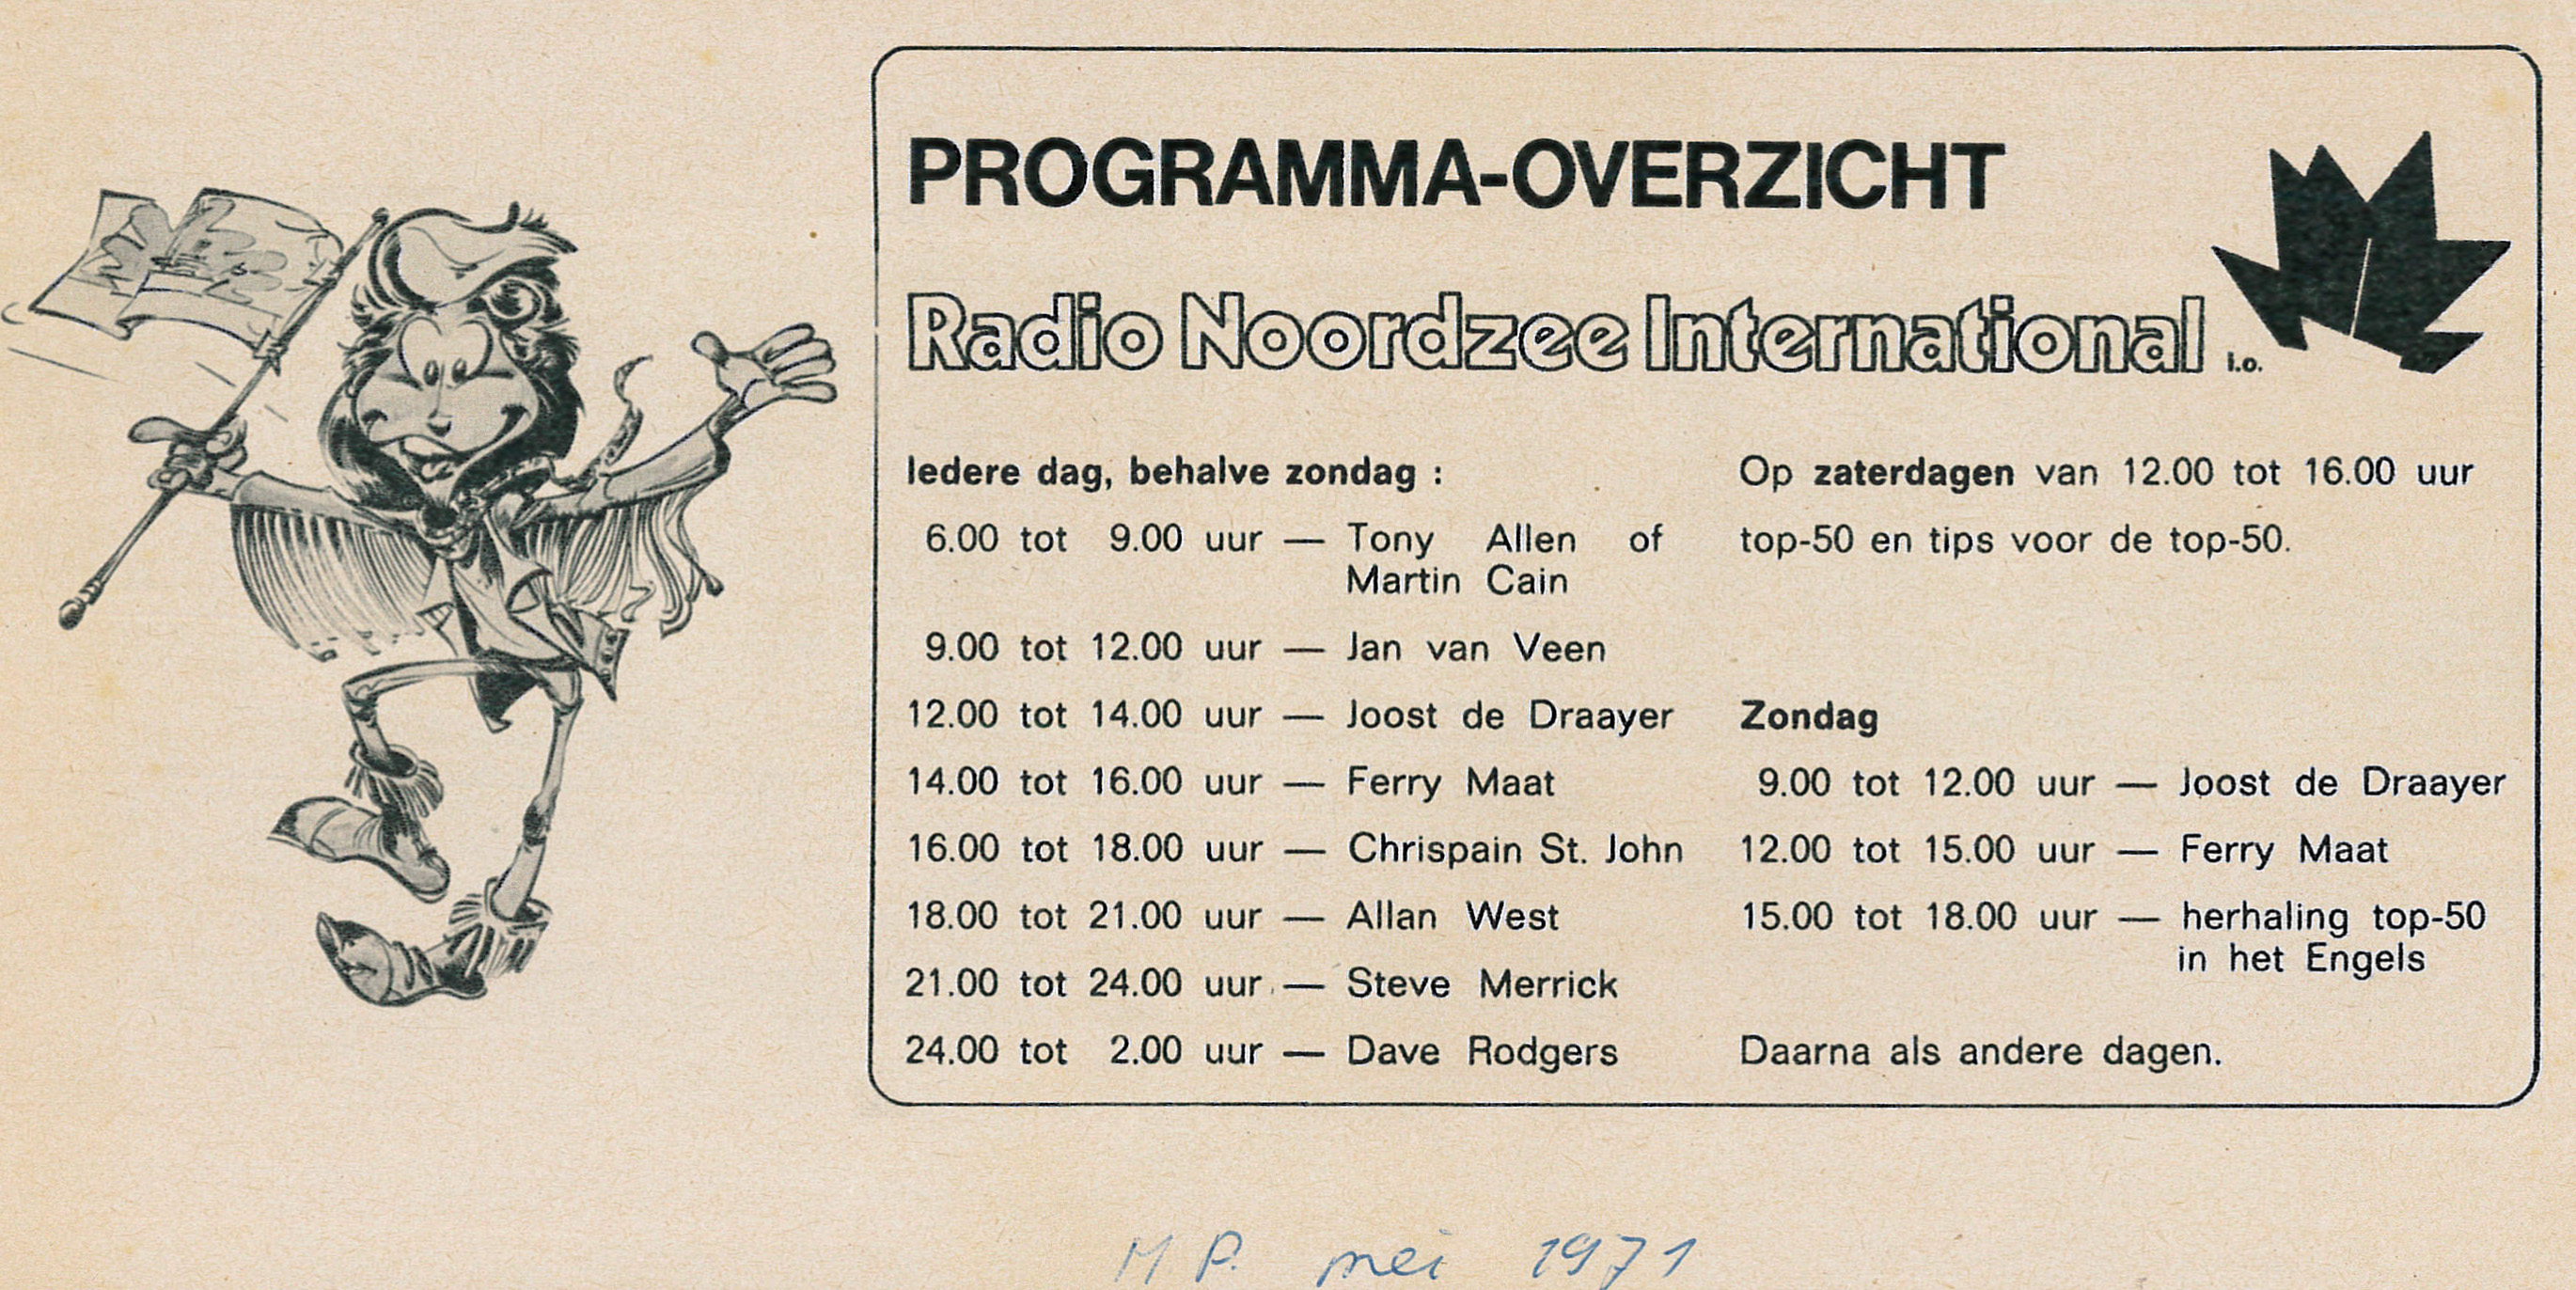 PROGRAMMA-OVERZICHT
Radio Noordzee International i.o.
Iedere dag, behalve zondag :
6.00 tot 9.00 uur — Tony Allen of
Martin Cain
9.00 tot 12.00 uur — Jan van Veen
12.00 tot 14.00 uur — Joost de Draayer
14.00 tot 16.00 uur — Ferry Maat
16.00 tot 18.00 uur — Chrispain St. John
18.00 tot 21.00 uur — Allan West
21.00 tot 24.00 uur — Steve Merrick
24.00 tot 2.00 uur — Dave Rodgers
Op zaterdagen van 12.00 tot 16.00 uur
top-50 en tips voor de top-50.
Zondag
9.00 tot 12.00 uur — Joost de Draayer
12.00 tot 15.00 uur — Ferry Maat
15.00 tot 18.00 uur — herhaling top-50
in het Engels
Daarna als andere dagen.
M P. mei 1971